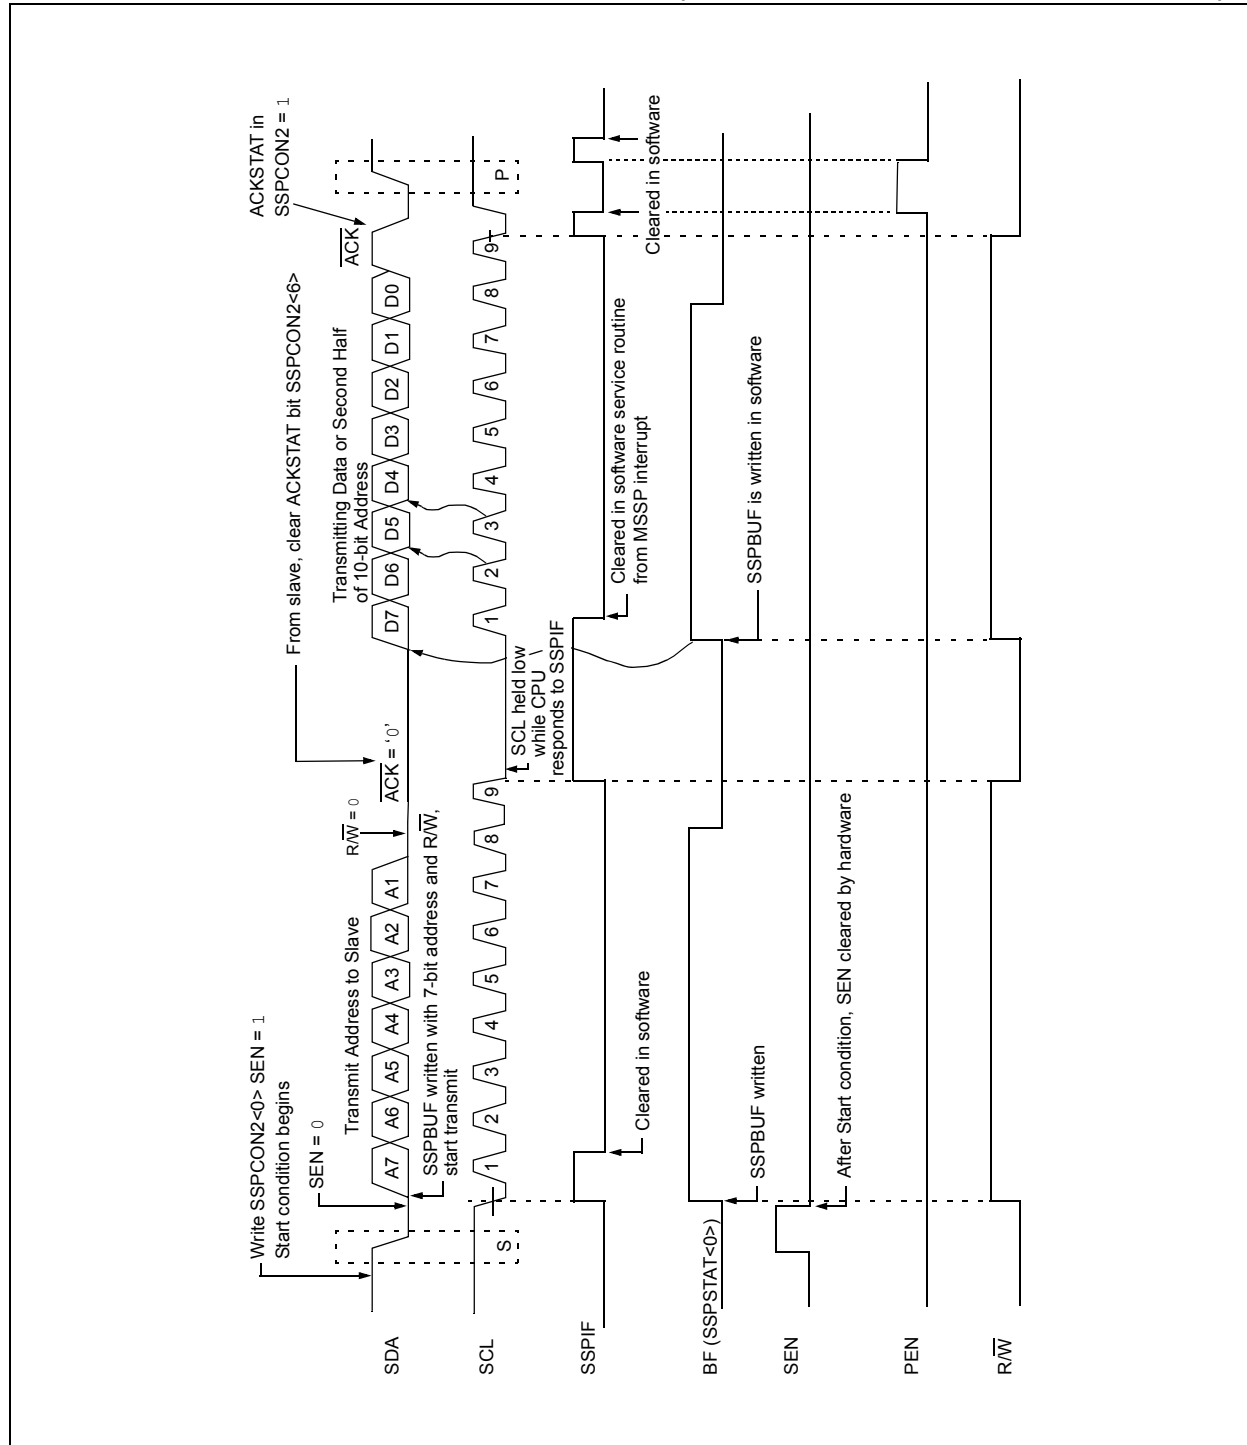 Write SSPCON2<0> SEN = 1
Start condition begins
SEN = 0
From slave, clear ACKSTAT bit SSPCON2<6>
ACKSTAT in
SSPCON2 = 1
Transmit Address to Slave
R/W = 0
ACK = ‘0’
Transmitting Data or Second Half
of 10-bit Address
ACK
SDA
A7 A6 A5 A4 A3 A2 A1
D7 D6 D5 D4 D3 D2 D1 D0
SSPBUF written with 7-bit address and R/W,
start transmit
SCL
S
1 2 3 4 5 6 7 8 9
1 2 3 4 5 6 7 8 9
P
SCL held low
while CPU
responds to SSPIF
SSPIF
Cleared in software
Cleared in software service routine
from MSSP interrupt
Cleared in software
BF (SSPSTAT<0>)
SSPBUF written
SSPBUF is written in software
SEN
After Start condition, SEN cleared by hardware
PEN
R/W